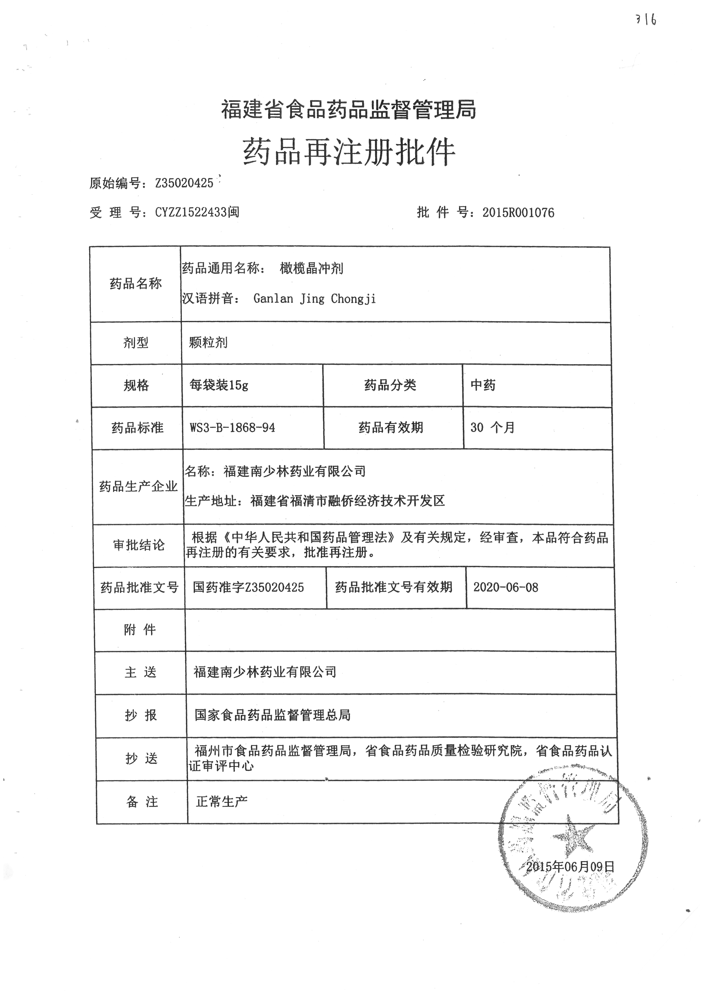 316
福建省食品药品监督管理局
药品再注册批件
原始编号：Z35020425
受 理 号：CYZZ1522433闽 批 件 号：2015R001076
药品名称
药品通用名称： 橄榄晶冲剂
汉语拼音： Ganlan Jing Chongji
剂型 颗粒剂
规格 每袋装15g 药品分类 中药
药品标准 WS3-B-1868-94 药品有效期 30 个月
药品生产企业
名称：福建南少林药业有限公司
生产地址：福建省福清市融侨经济技术开发区
审批结论
根据《中华人民共和国药品管理法》及有关规定，经审查，本品符合药品
再注册的有关要求，批准再注册。
药品批准文号 国药准字Z35020425 药品批准文号有效期 2020-06-08
附 件
主 送 福建南少林药业有限公司
抄 报 国家食品药品监督管理总局
抄 送
福州市食品药品监督管理局，省食品药品质量检验研究院，省食品药品认
证审评中心
备 注 正常生产
2015年06月09日